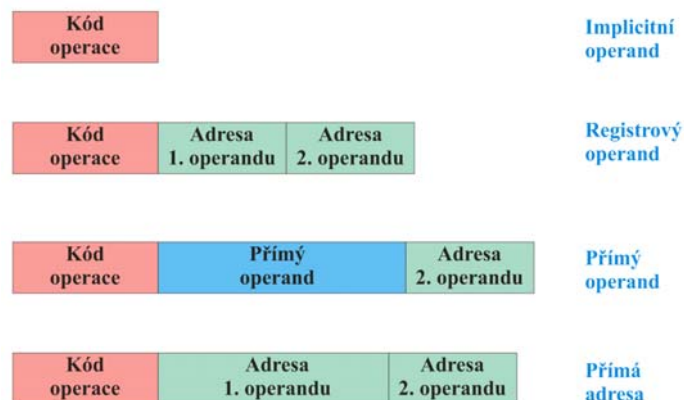 Kód
operace
Implicitní
operand
Kód
operace
Adresa
1. operandu
Adresa
2. operandu
Registrový
operand
Kód
operace
Přímý
operand
Adresa
2. operandu
Přímý
operand
Kód
operace
Adresa
1. operandu
Adresa
2. operandu
Přímá
adresa